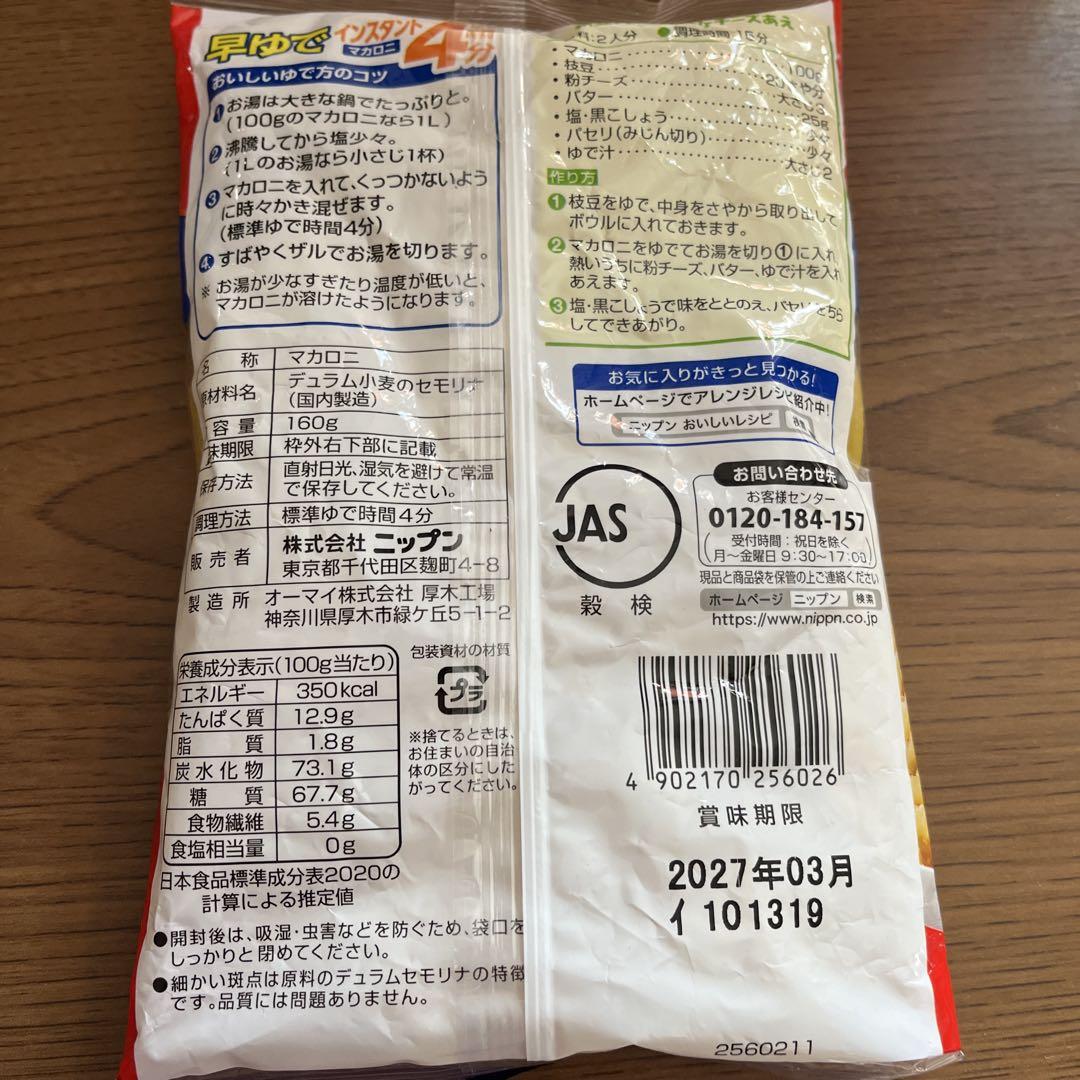 早ゆで インスタント マカロニ 4分
おいしいゆで方のコツ
1 お湯は大きな鍋でたっぷりと。
(100gのマカロニなら1L)
2 沸騰してから塩少々。
(1Lのお湯なら小さじ1杯)
3 マカロニを入れて、くっつかないよう
に時々かき混ぜます。
(標準ゆで時間4分)
4 すばやくザルでお湯を切ります。
※お湯が少なすぎたり温度が低いと、
マカロニが溶けたようになります。
名称 マカロニ
原材料名 デュラム小麦のセモリナ
(国内製造)
容量 160g
味期限 枠外右下部に記載
保存方法 直射日光、湿気を避けて常温
で保存してください。
調理方法 標準ゆで時間4分
販売者 株式会社 ニップン
東京都千代田区麹町4-8
製造所 オーマイ株式会社 厚木工場
神奈川県厚木市緑ケ丘5-1-2
栄養成分表示(100g当たり)
エネルギー 350kcal
たんぱく質 12.9g
脂質 1.8g
炭水化物 73.1g
糖質 67.7g
食物繊維 5.4g
食塩相当量 0g
日本食品標準成分表2020の
計算による推定値
包装資材の材質
プラ
※捨てるときは、
お住まいの自治
体の区分にした
がってください。
●開封後は、吸湿・虫害などを防ぐため、袋口を
しっかりと閉めてください。
●細かい斑点は原料のデュラムセモリナの特徴
です。品質には問題ありません。
チーズあえ
料:2人分 ●調理時間 15分
・マカロニ 100g
・枝豆
・粉チーズ 大さじ3
・バター 25g
・塩・黒こしょう 少々
・パセリ(みじん切り) 少々
・ゆで汁 大さじ2
作り方
1 枝豆をゆで、中身をさやから取り出して
ボウルに入れておきます。
2 マカロニをゆでてお湯を切り①に入れ
熱いうちに粉チーズ、バター、ゆで汁を入れ
あえます。
3 塩・黒こしょうで味をととのえ、パセリをちら
してできあがり。
お気に入りがきっと見つかる!
ホームページでアレンジレシピ紹介中!
ニップン おいしいレシピ
JAS
穀検
お問い合わせ先
お客様センター
0120-184-157
受付時間:祝日を除く
月～金曜日 9:30～17:00
現品と商品袋を保管の上ご連絡ください
ホームページ ニップン 検索
https://www.nippn.co.jp
4 902170 256026
賞味期限
2027年03月
イ 101319
2560211